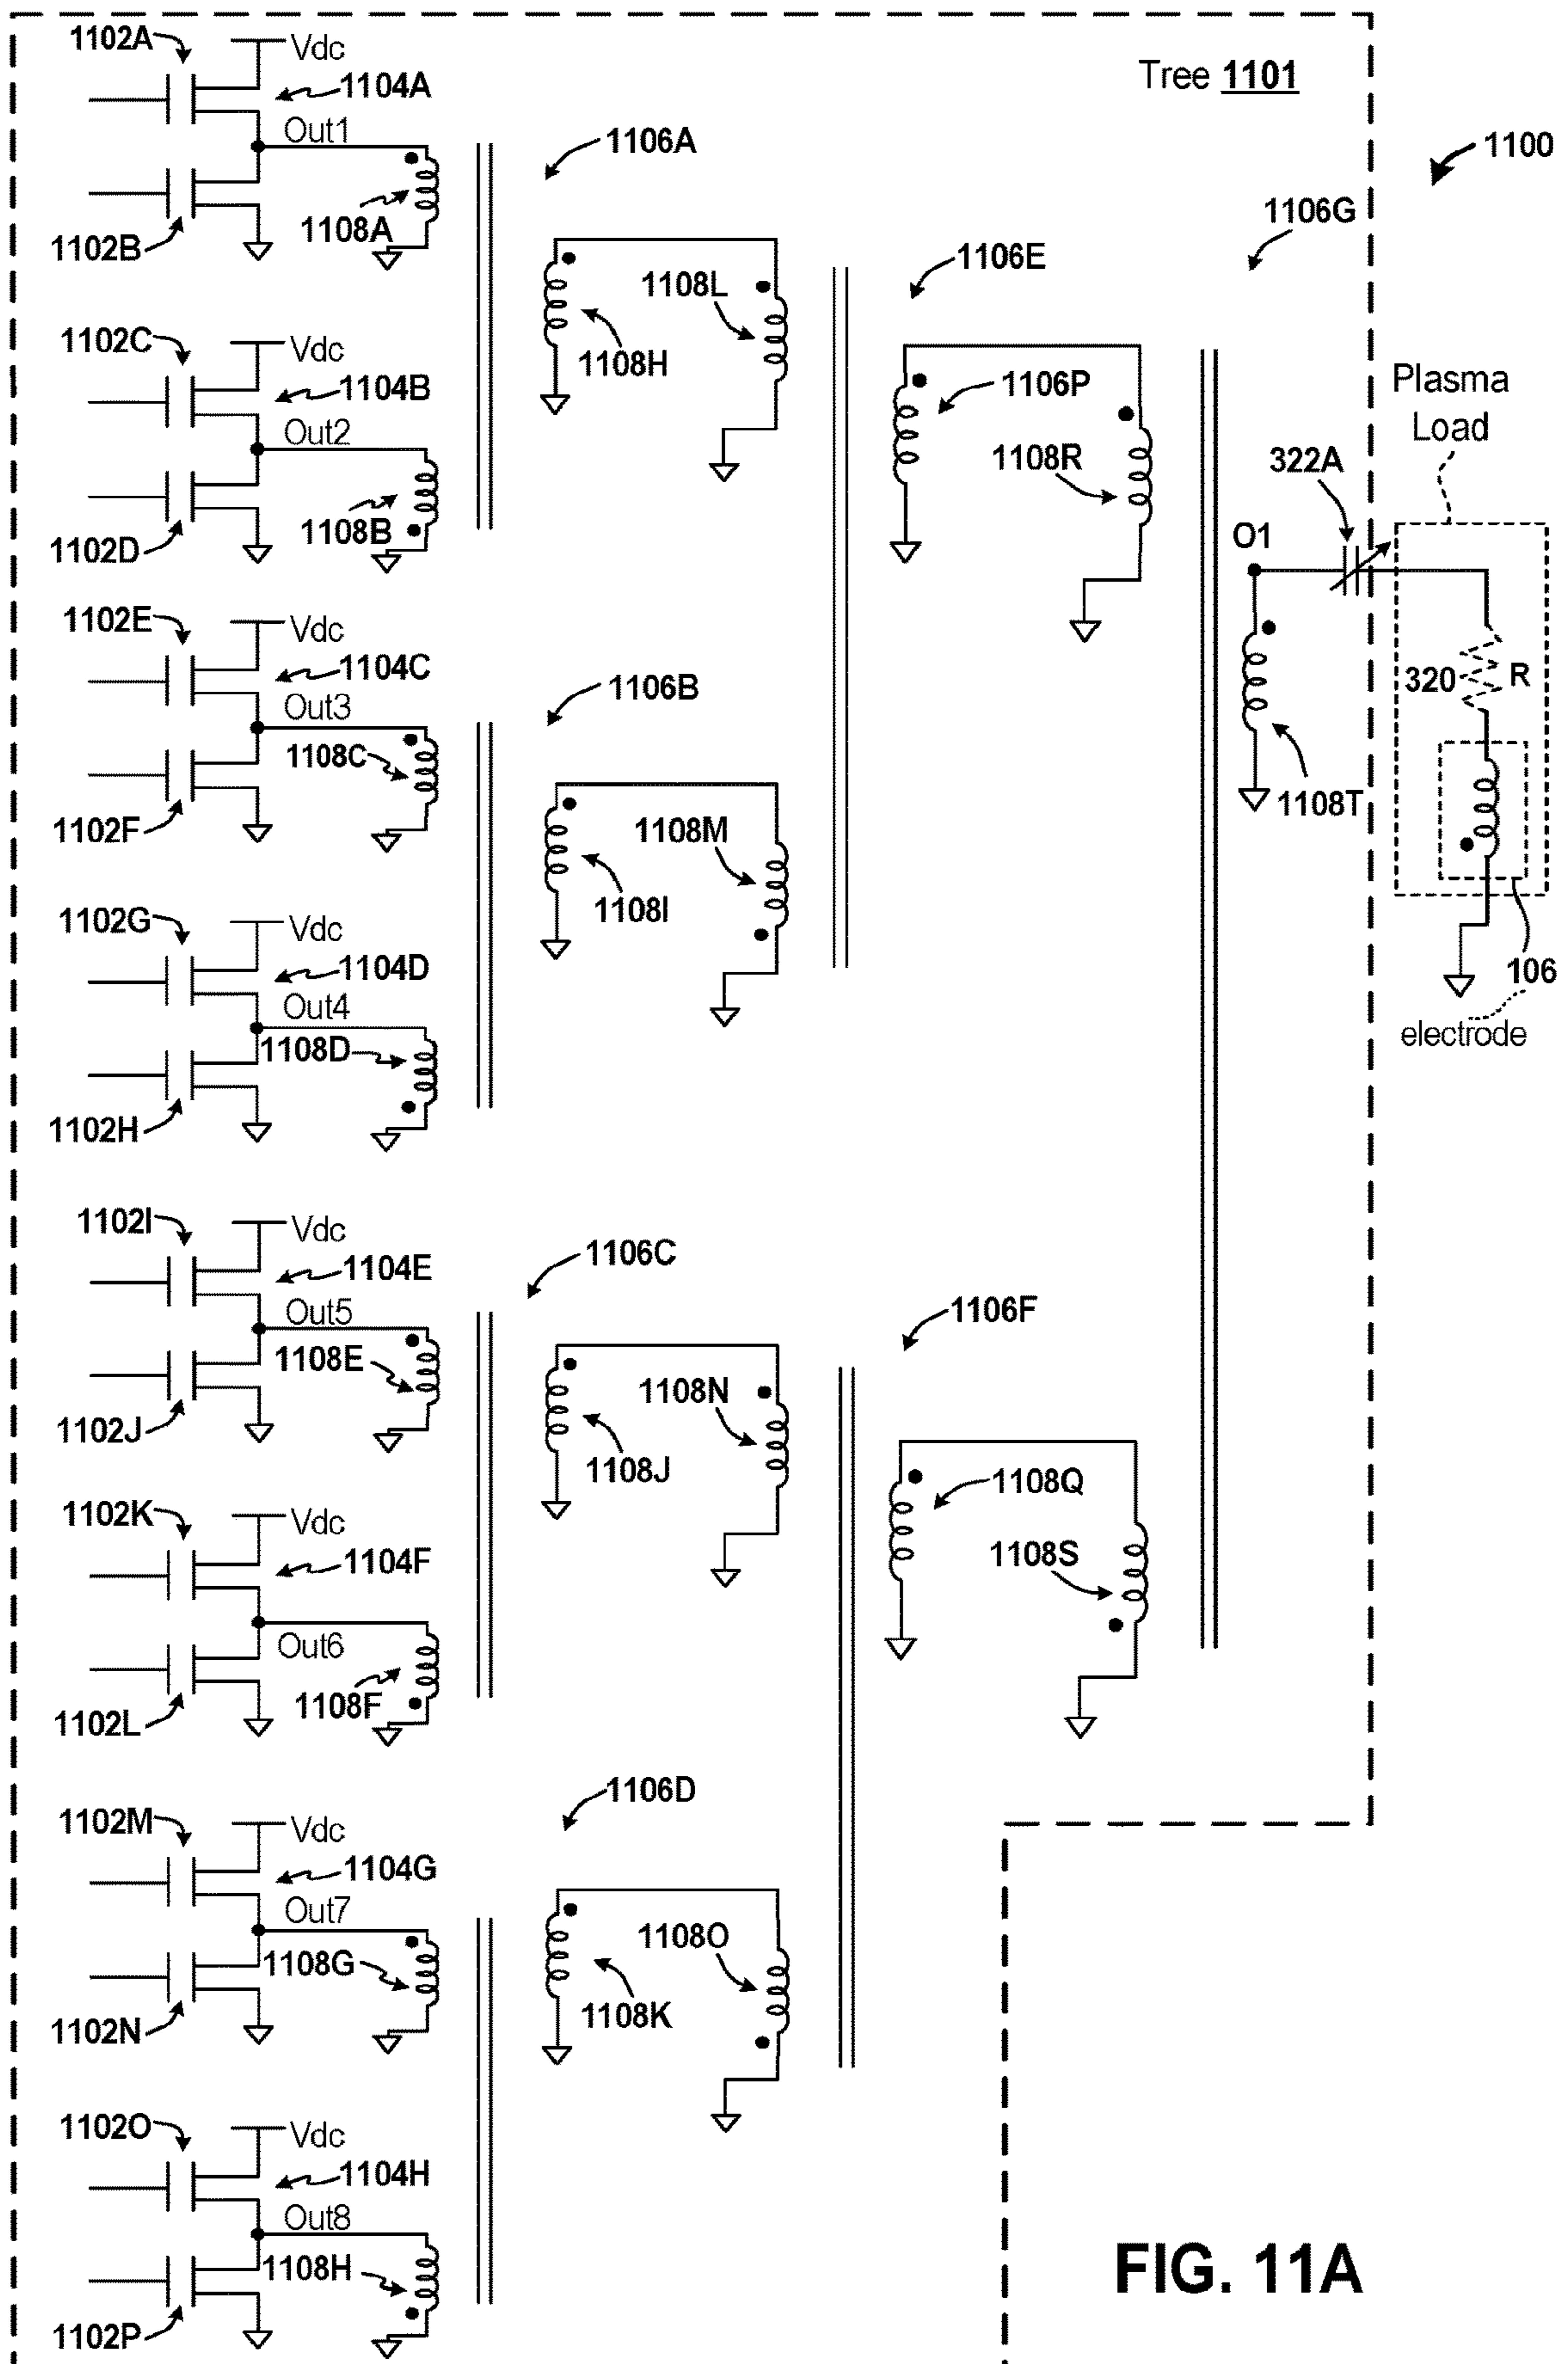 1102A
Vdc
1104A
Out1
1108A
1102B
1106A
Tree 1101
1100
1106G
1102C
Vdc
1104B
Out2
1108B
1102D
1108H
1108L
1106E
1106P
1108R
Plasma
Load
322A
O1
320
R
1108T
106
electrode
1102E
Vdc
1104C
Out3
1108C
1102F
1106B
1108I
1108M
1102G
Vdc
1104D
Out4
1108D
1102H
1102I
Vdc
1104E
Out5
1108E
1102J
1106C
1108J
1108N
1106F
1108Q
1108S
1102K
Vdc
1104F
Out6
1108F
1102L
1102M
Vdc
1104G
Out7
1108G
1102N
1106D
1108K
1108O
1102O
Vdc
1104H
Out8
1108H
1102P
FIG. 11A